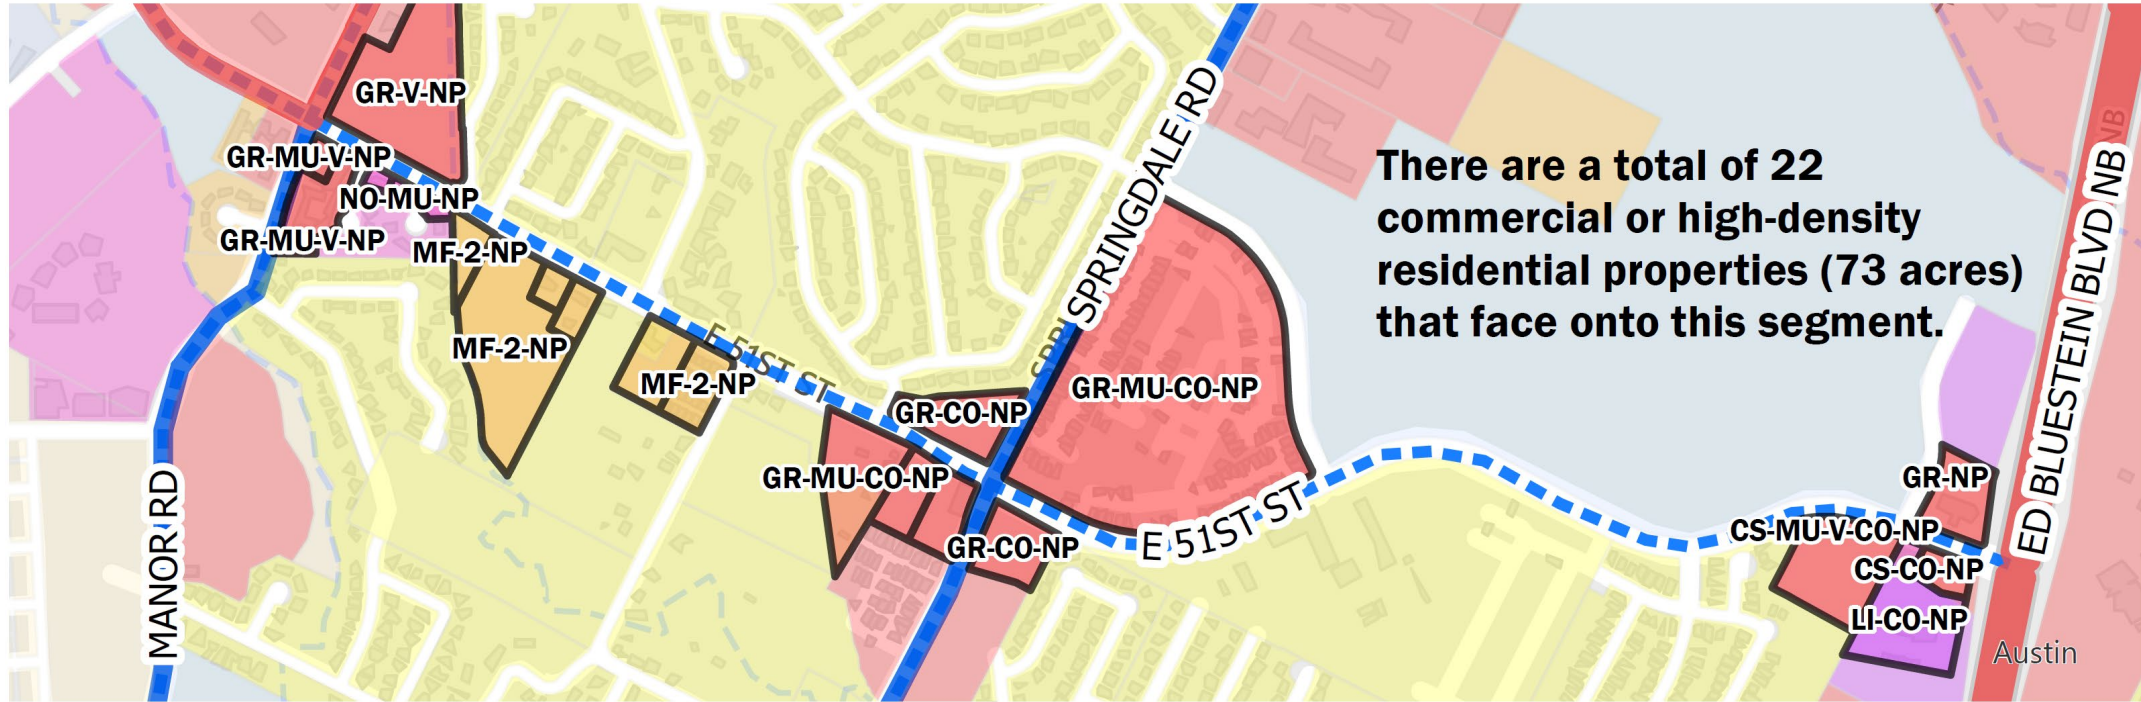 GR-V-NP
GR-MU-V-NP
NO-MU-NP
GR-MU-V-NP
MF-2-NP
MF-2-NP
MF-2-NP
E 51ST ST
SPRINGDALE RD
GR-CO-NP
GR-MU-CO-NP
GR-MU-CO-NP
GR-CO-NP
E 51ST ST
MANOR RD
There are a total of 22
commercial or high-density
residential properties (73 acres)
that face onto this segment.
NB
ED BLUESTEIN BLVD NB
GR-NP
CS-MU-V-CO-NP
CS-CO-NP
LI-CO-NP
Austin